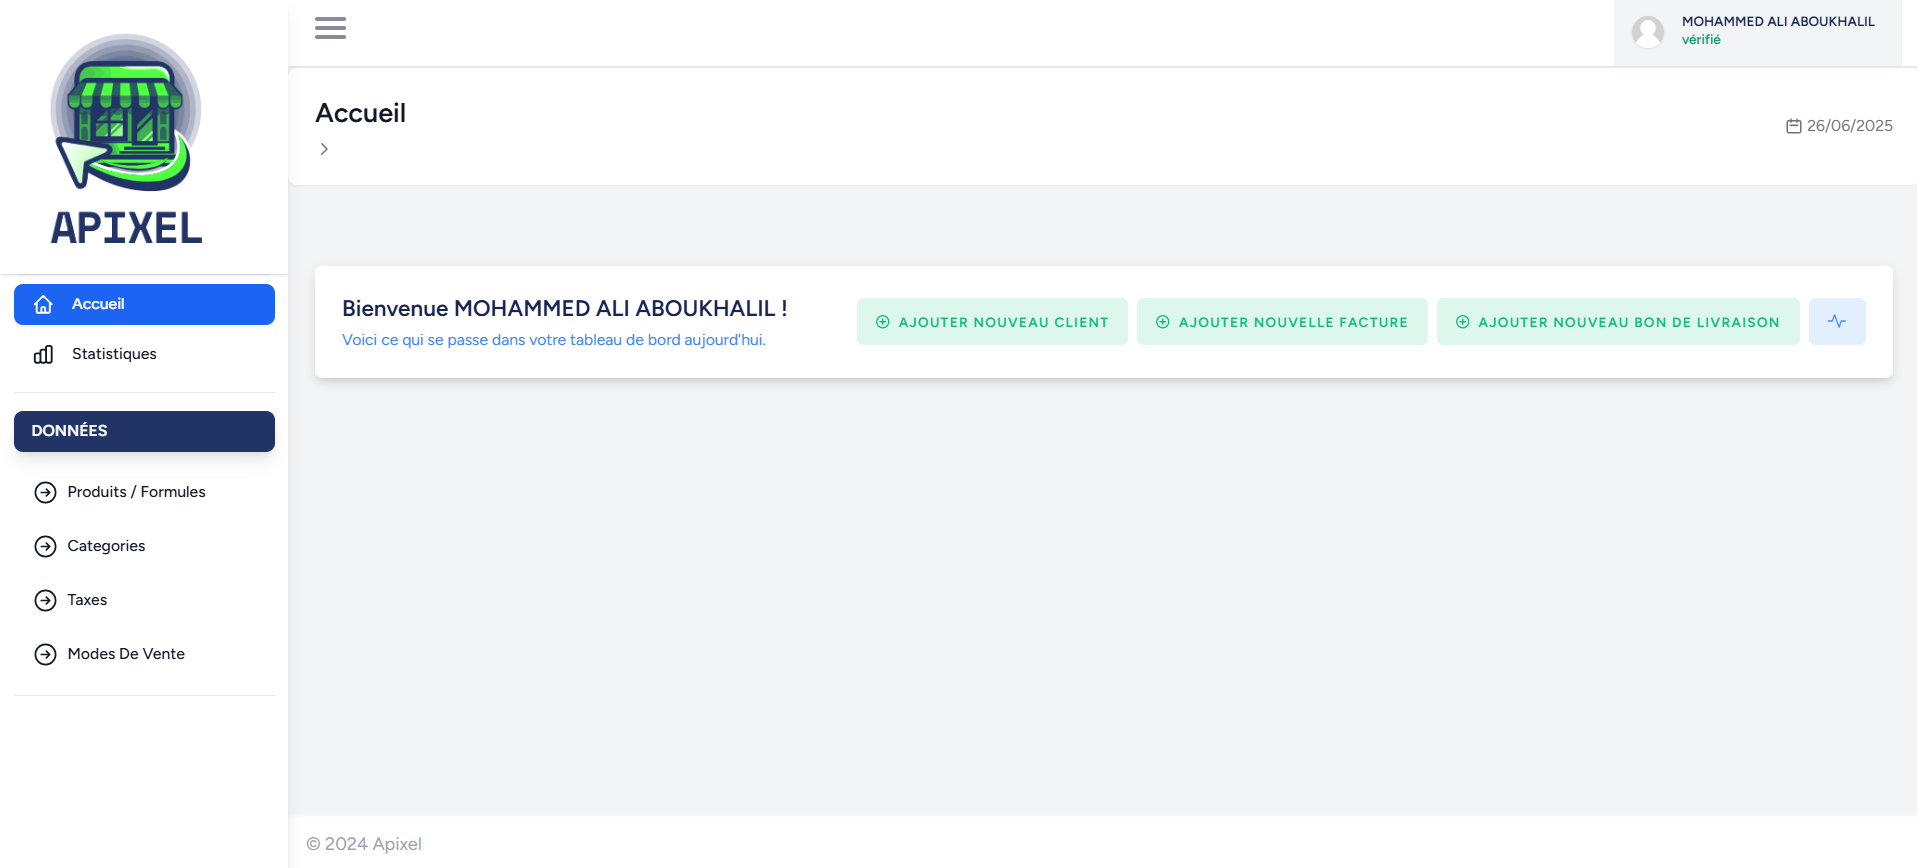 APIXEL
Accueil
Statistiques
DONNÉES
Produits / Formules
Categories
Taxes
Modes De Vente
MOHAMMED ALI ABOUKHALIL
vérifié
Accueil
26/06/2025
Bienvenue MOHAMMED ALI ABOUKHALIL !
Voici ce qui se passe dans votre tableau de bord aujourd'hui.
AJOUTER NOUVEAU CLIENT
AJOUTER NOUVELLE FACTURE
AJOUTER NOUVEAU BON DE LIVRAISON
© 2024 Apixel